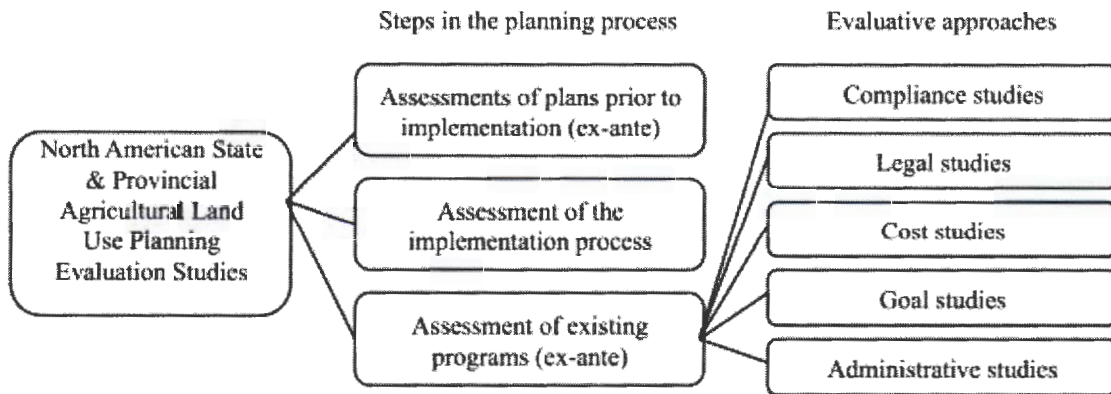 Steps in the planning process
Evaluative approaches
North American State
& Provincial
Agricultural Land
Use Planning
Evaluation Studies
Assessments of plans prior to
implementation (ex-ante)
Assessment of the
implementation process
Assessment of existing
programs (ex-ante)
Compliance studies
Legal studies
Cost studies
Goal studies
Administrative studies